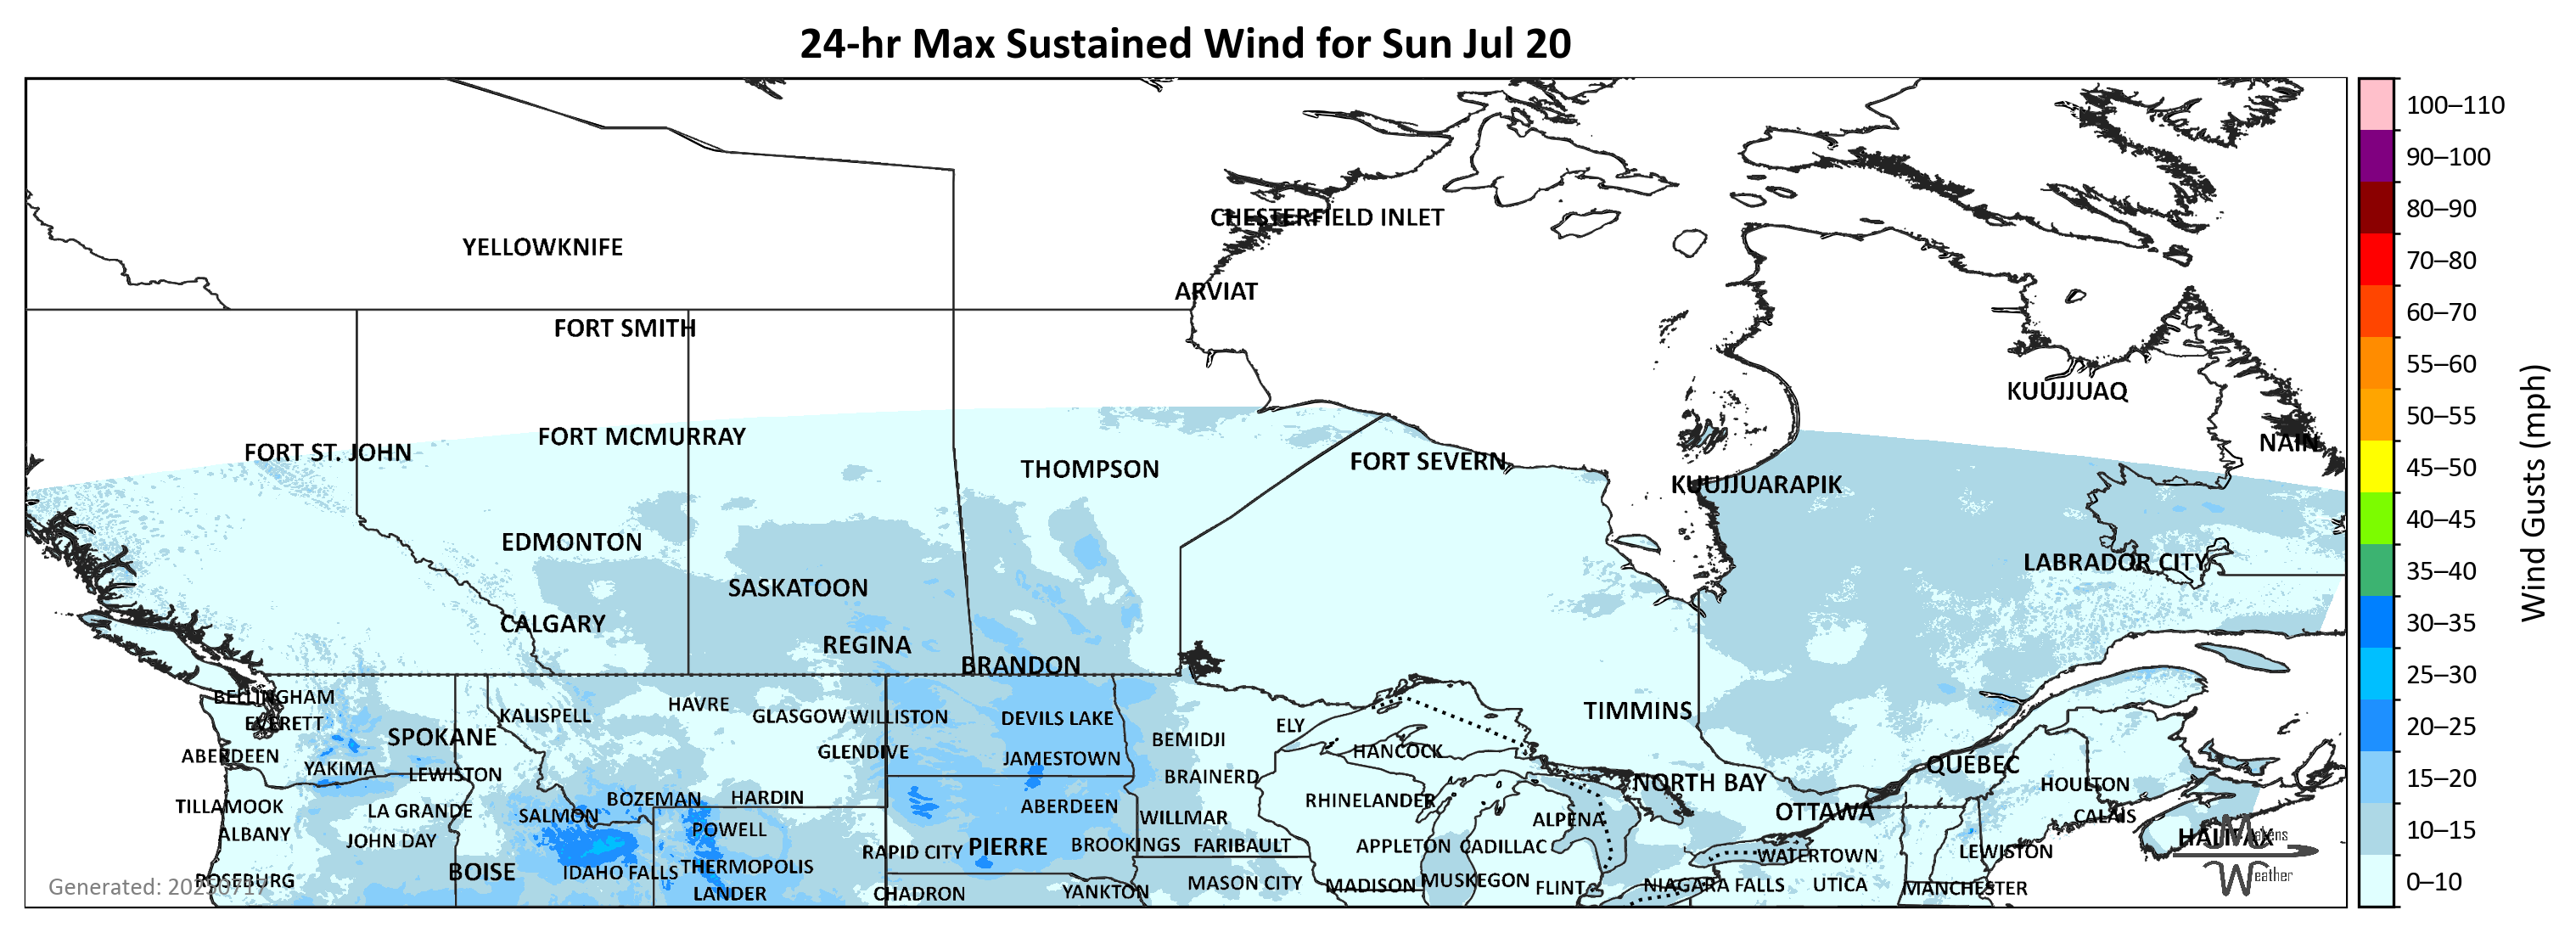 24-hr Max Sustained Wind for Sun Jul 20
100–110
90–100
80–90
70–80
60–70
55–60
50–55
45–50
40–45
35–40
30–35
25–30
20–25
15–20
10–15
0–10
Wind Gusts (mph)
CHESTERFIELD INLET
YELLOWKNIFE
ARVIAT
FORT SMITH
KUUJJUAQ
FORT MCMURRAY
NAIN
FORT ST. JOHN
FORT SEVERN
THOMPSON
KUUJJUARAPIK
EDMONTON
LABRADOR CITY
SASKATOON
CALGARY
REGINA
BRANDON
BELLINGHAM
HAVRE
TIMMINS
KALISPELL
GLASGOW
WILLISTON
DEVILS LAKE
EVERETT
ELY
SPOKANE
BEMIDJI
GLENDIVE
HANCOCK
ABERDEEN
JAMESTOWN
QUÉBEC
YAKIMA
LEWISTON
BRAINERD
NORTH BAY
HOULTON
BOZEMAN
HARDIN
RHINELANDER
TILLAMOOK
LA GRANDE
ABERDEEN
OTTAWA
SALMON
WILLMAR
CALAIS
ALPENA
POWELL
ALBANY
HALIFAX
JOHN DAY
PIERRE
BROOKINGS
FARIBAULT
APPLETON
CADILLAC
RAPID CITY
LEWISTON
WATERTOWN
THERMOPOLIS
BOISE
IDAHO FALLS
ROSEBURG
MUSKEGON
MASON CITY
MADISON
NIAGARA FALLS
UTICA
FLINT
MANCHESTER
LANDER
CHADRON
YANKTON
Generated: 20250717
Makens
Weather